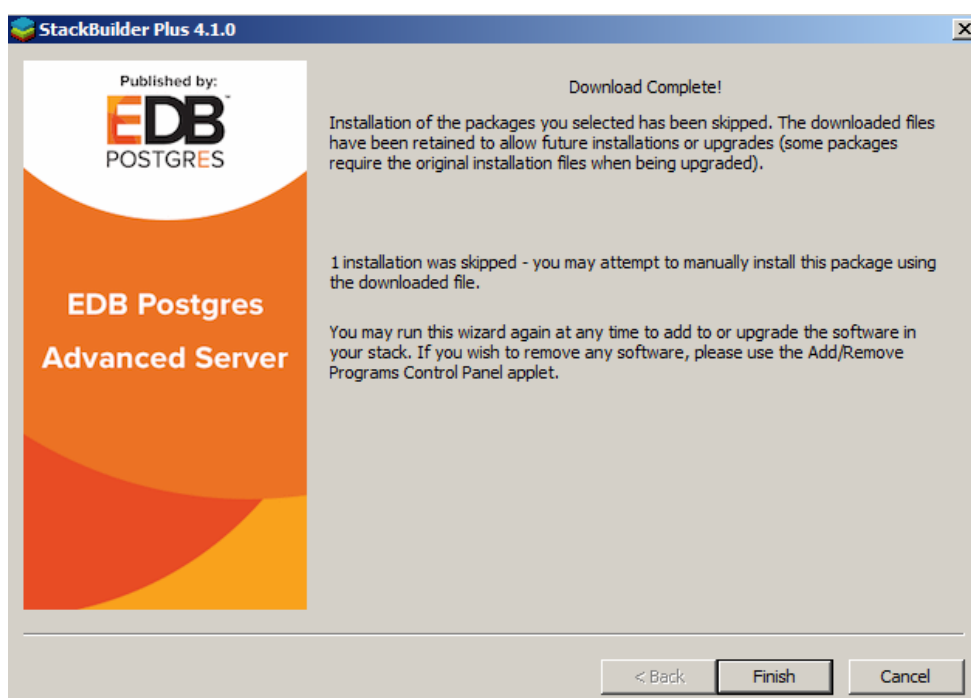 StackBuilder Plus 4.1.0
Published by:
EDB™
POSTGRES
EDB Postgres
Advanced Server
Download Complete!
Installation of the packages you selected has been skipped. The downloaded files
have been retained to allow future installations or upgrades (some packages
require the original installation files when being upgraded).
1 installation was skipped - you may attempt to manually install this package using
the downloaded file.
You may run this wizard again at any time to add to or upgrade the software in
your stack. If you wish to remove any software, please use the Add/Remove
Programs Control Panel applet.
< Back
Finish
Cancel